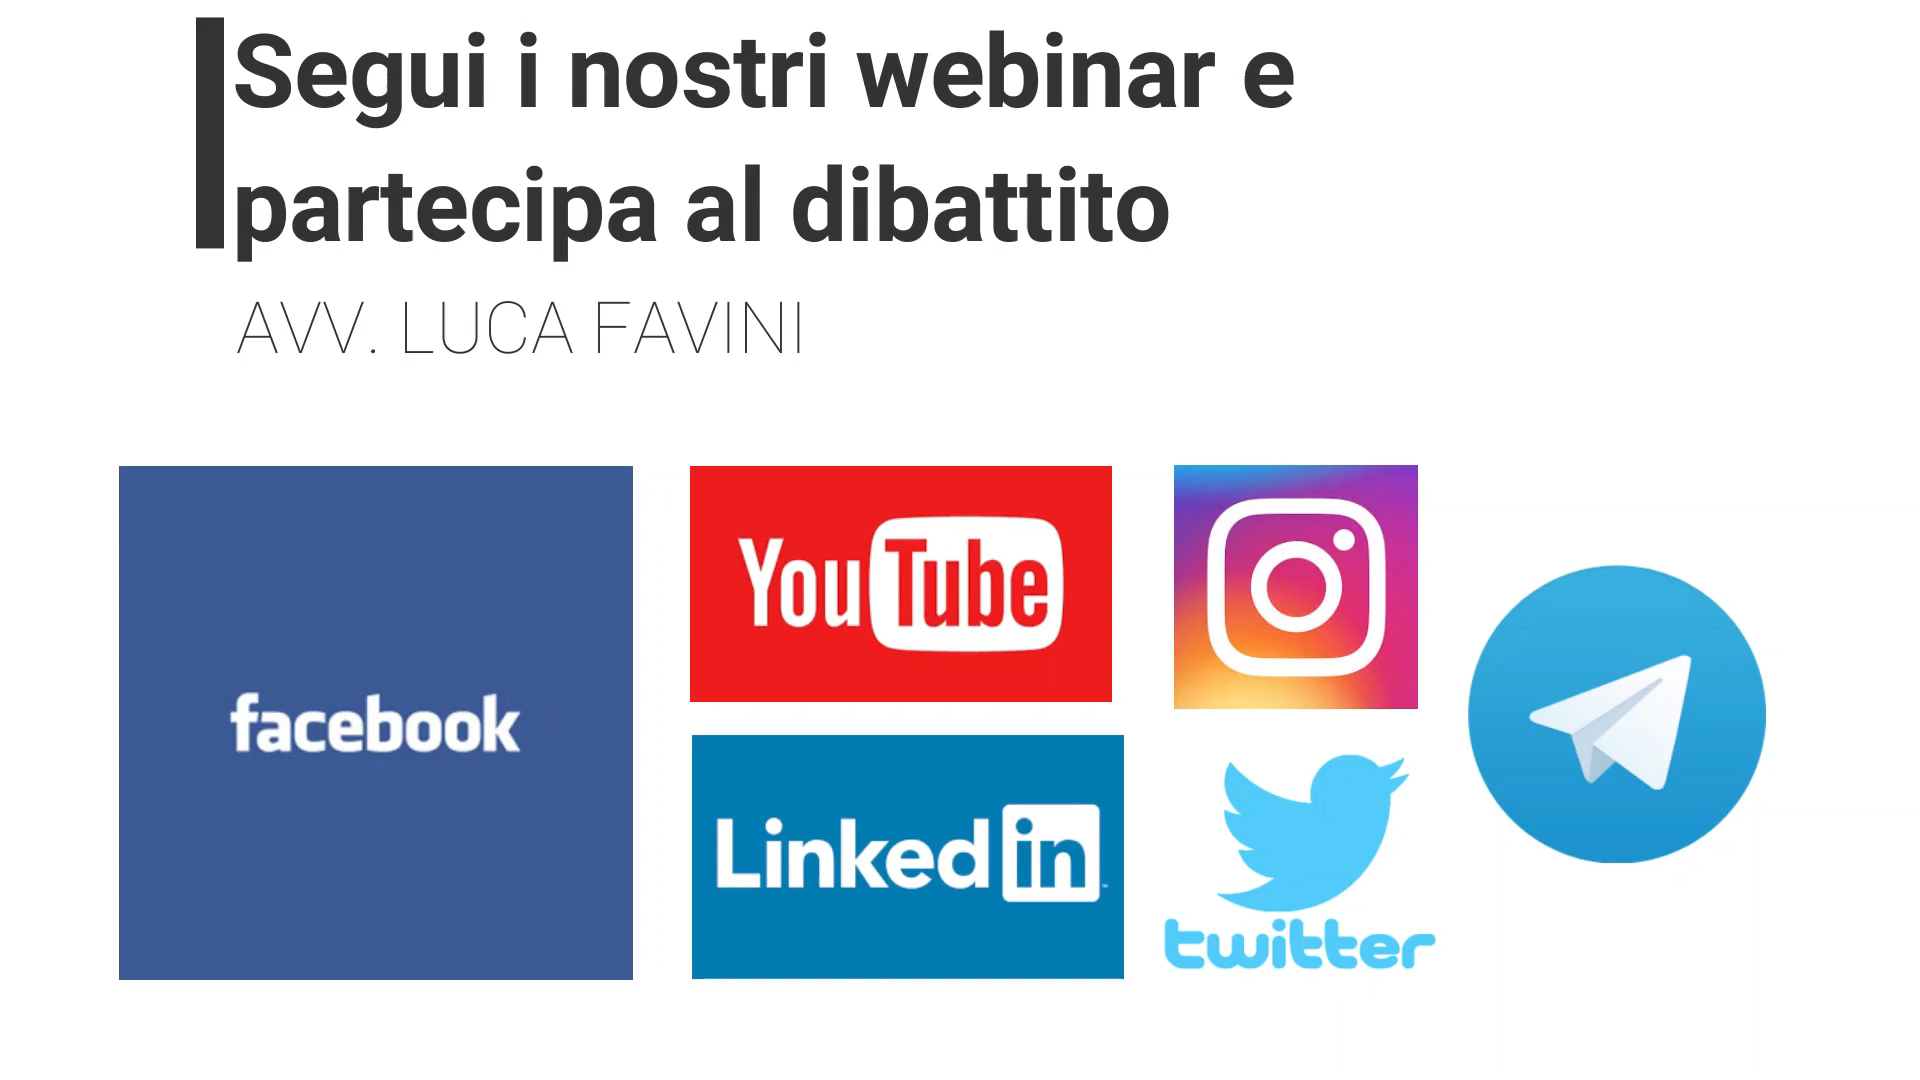 Segui i nostri webinar e
partecipa al dibattito
AVV. LUCA FAVINI
facebook
YouTube
Linkedin
twitter